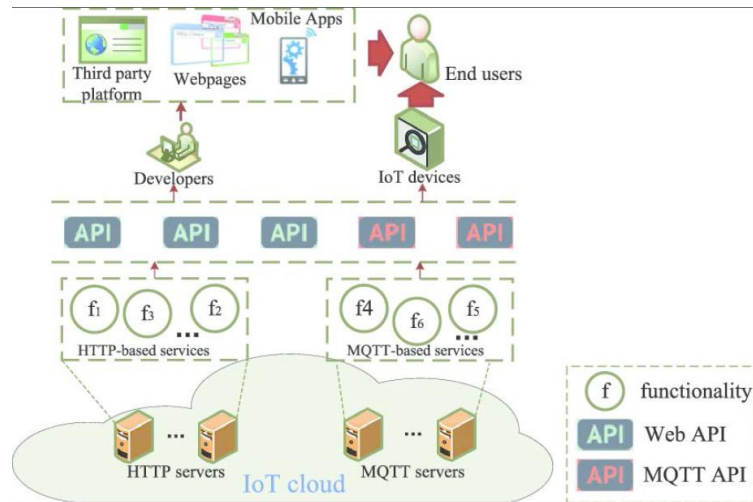 Mobile Apps
Third party
platform
Webpages
End users
Developers
IoT devices
API API API API API
f1 f3 ... f2
f4 f6 ... f5
HTTP-based services
MQTT-based services
... ...
HTTP servers
MQTT servers
IoT cloud
f functionality
API Web API
API MQTT API